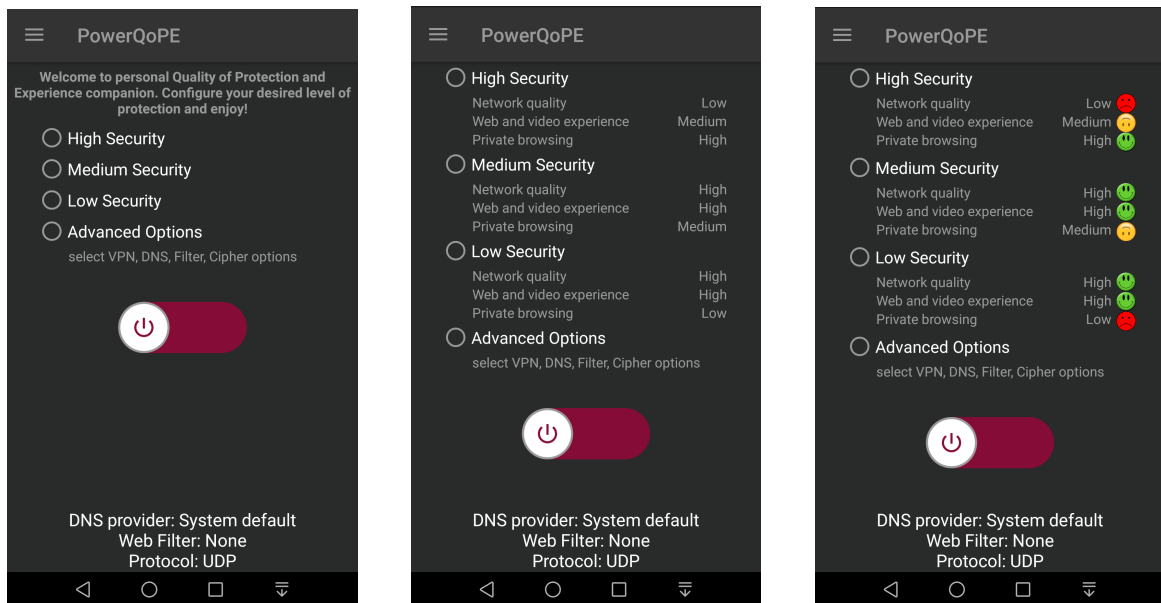 PowerQoPE
Welcome to personal Quality of Protection and
Experience companion. Configure your desired level of
protection and enjoy!
High Security
Medium Security
Low Security
Advanced Options
select VPN, DNS, Filter, Cipher options
DNS provider: System default
Web Filter: None
Protocol: UDP
PowerQoPE
High Security
Network quality Low
Web and video experience Medium
Private browsing High
Medium Security
Network quality High
Web and video experience High
Private browsing Medium
Low Security
Network quality High
Web and video experience High
Private browsing Low
Advanced Options
select VPN, DNS, Filter, Cipher options
DNS provider: System default
Web Filter: None
Protocol: UDP
PowerQoPE
High Security
Network quality Low
Web and video experience Medium
Private browsing High
Medium Security
Network quality High
Web and video experience High
Private browsing Medium
Low Security
Network quality High
Web and video experience High
Private browsing Low
Advanced Options
select VPN, DNS, Filter, Cipher options
DNS provider: System default
Web Filter: None
Protocol: UDP